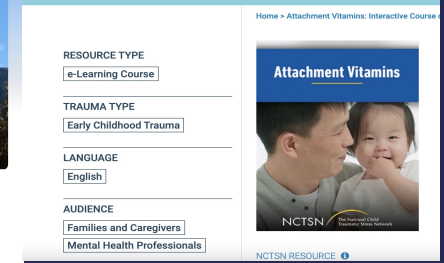 Home > Attachment Vitamins: Interactive Course
RESOURCE TYPE
e-Learning Course
TRAUMA TYPE
Early Childhood Trauma
LANGUAGE
English
AUDIENCE
Families and Caregivers
Mental Health Professionals
Attachment Vitamins
NCTSN
The National Child
Traumatic Stress Network
NCTSN RESOURCE